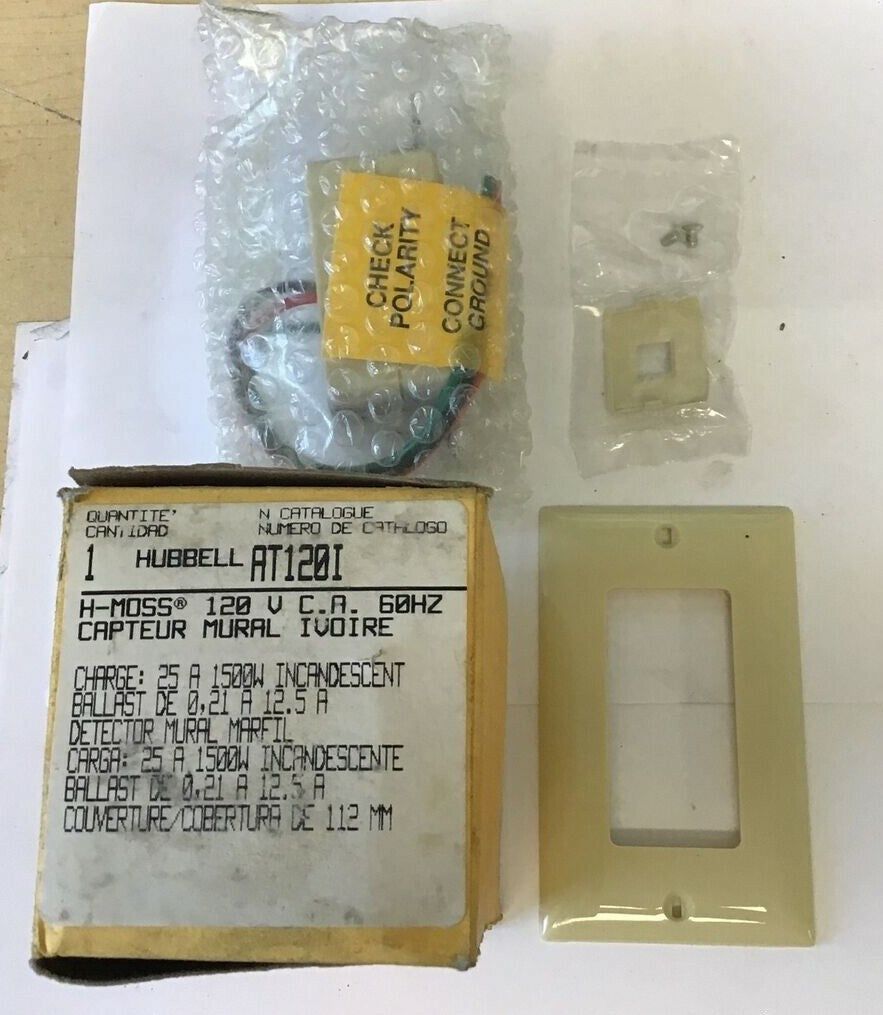 CHECK
POLARITY
CONNECT
GROUND
QUANTITE' N CATALOGUE
CANTIDAD NUMERO DE CATALOGO
1 HUBBELL AT120I
H-MOSS® 120 V C.A. 60HZ
CAPTEUR MURAL IVOIRE
CHARGE: 25 A 1500W INCANDESCENT
BALLAST DE 0,21 A 12.5 A
DETECTOR MURAL MARFIL
CARGA: 25 A 1500W INCANDESCENTE
BALLAST DE 0,21 A 12.5 A
COUVERTURE/COBERTURA DE 112 MM